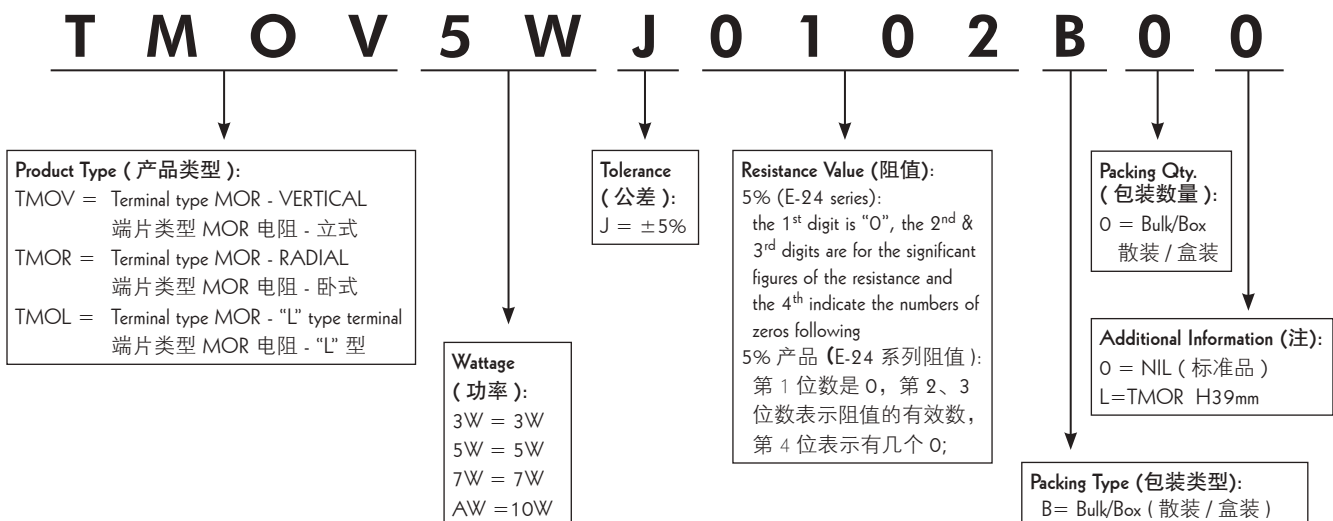 T M O V 5 W J 0 1 0 2 B 0 0
Product Type ( 产品类型 ):
TMOV = Terminal type MOR - VERTICAL
端片类型 MOR 电阻 - 立式
TMOR = Terminal type MOR - RADIAL
端片类型 MOR 电阻 - 卧式
TMOL = Terminal type MOR - “L” type terminal
端片类型 MOR 电阻 - “L” 型
Wattage
( 功率 ):
3W = 3W
5W = 5W
7W = 7W
AW =10W
Tolerance
( 公差 ):
J = ±5%
Resistance Value (阻值):
5% (E-24 series):
the 1st digit is “0”, the 2nd &
3rd digits are for the significant
figures of the resistance and
the 4th indicate the numbers of
zeros following
5% 产品 (E-24 系列阻值 ):
第 1 位数是 0，第 2、3
位数表示阻值的有效数，
第 4 位表示有几个 0;
Packing Qty.
( 包装数量 ):
0 = Bulk/Box
散装 / 盒装
Additional Information (注):
0 = NIL ( 标准品 )
L=TMOR H39mm
Packing Type (包装类型):
B= Bulk/Box ( 散装 / 盒装 )